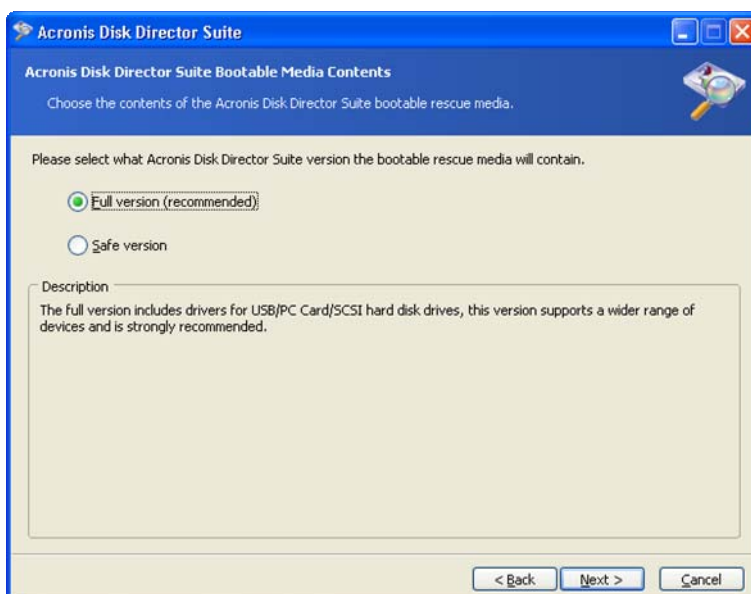 Acronis Disk Director Suite
Acronis Disk Director Suite Bootable Media Contents
Choose the contents of the Acronis Disk Director Suite bootable rescue media.
Please select what Acronis Disk Director Suite version the bootable rescue media will contain.
Full version (recommended)
Safe version
Description
The full version includes drivers for USB/PC Card/SCSI hard disk drives, this version supports a wider range of
devices and is strongly recommended.
< Back
Next >
Cancel